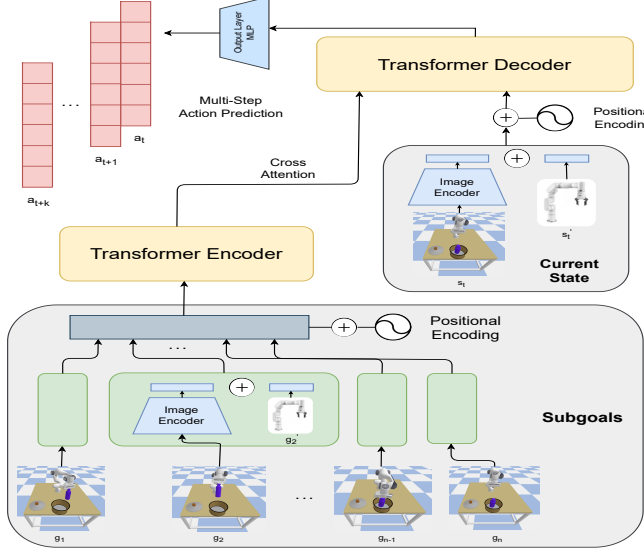 Output Layer
MLP
Transformer Decoder
...
Multi-Step
Action Prediction
a_t
a_{t+1}
a_{t+k}
Positional
Encoding
Cross
Attention
Image
Encoder
s_t
s_t'
Current
State
Transformer Encoder
Positional
Encoding
...
Image
Encoder
g_2'
Subgoals
g_1
g_2
...
g_{n-1}
g_n